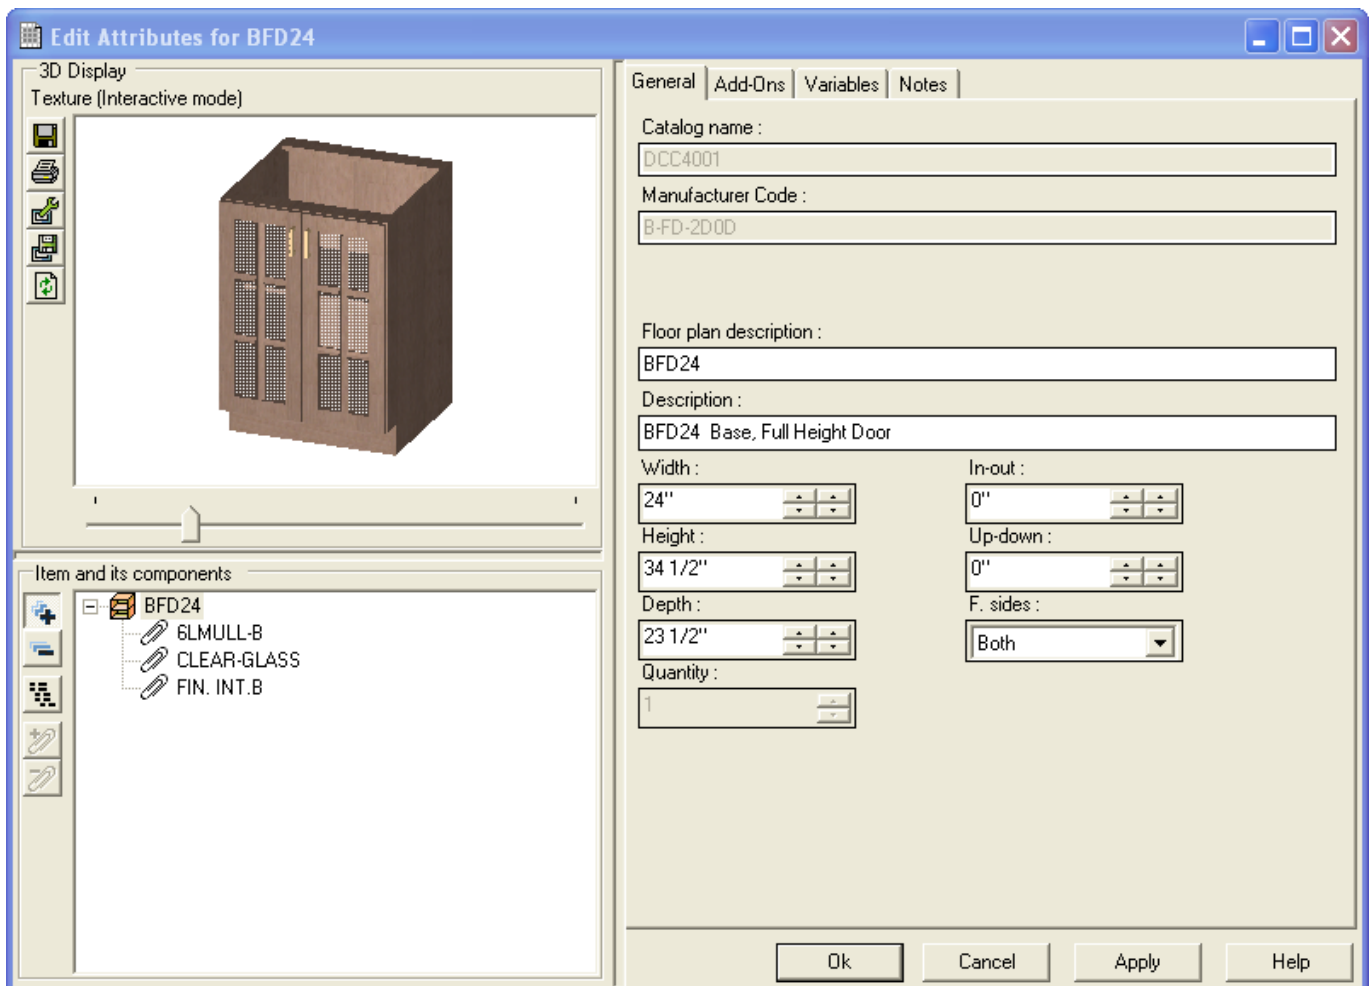 Edit Attributes for BFD24
3D Display
Texture (Interactive mode)
Item and its components
BFD24
6LMULL-B
CLEAR-GLASS
FIN. INT.B
General Add-Ons Variables Notes
Catalog name :
DCC4001
Manufacturer Code :
B-FD-2D0D
Floor plan description :
BFD24
Description :
BFD24  Base, Full Height Door
Width : In-out :
24" 0"
Height : Up-down :
34 1/2" 0"
Depth : F. sides :
23 1/2" Both
Quantity :
1
Ok Cancel Apply Help